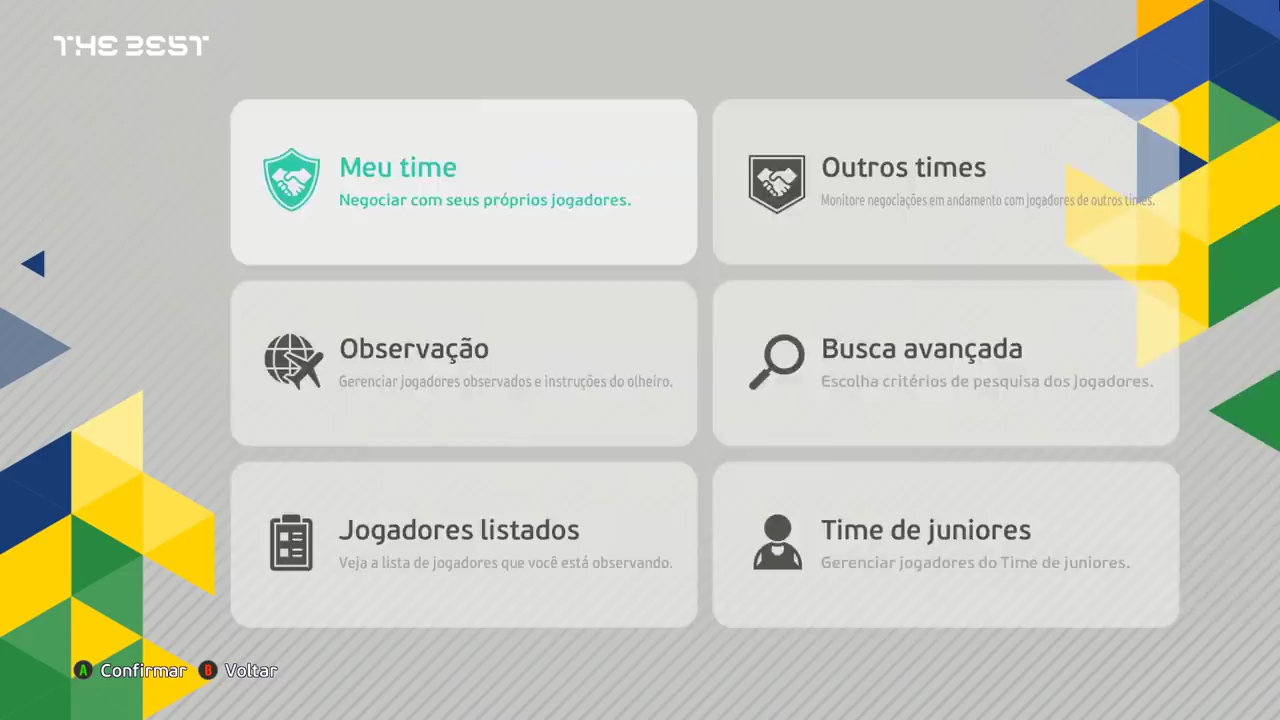 THE BEST
Meu time
Negociar com seus próprios jogadores.
Outros times
Monitore negociações em andamento com jogadores de outros times.
Observação
Gerenciar jogadores observados e instruções do olheiro.
Busca avançada
Escolha critérios de pesquisa dos jogadores.
Jogadores listados
Veja a lista de jogadores que você está observando.
Time de juniores
Gerenciar jogadores do Time de juniores.
A Confirmar B Voltar